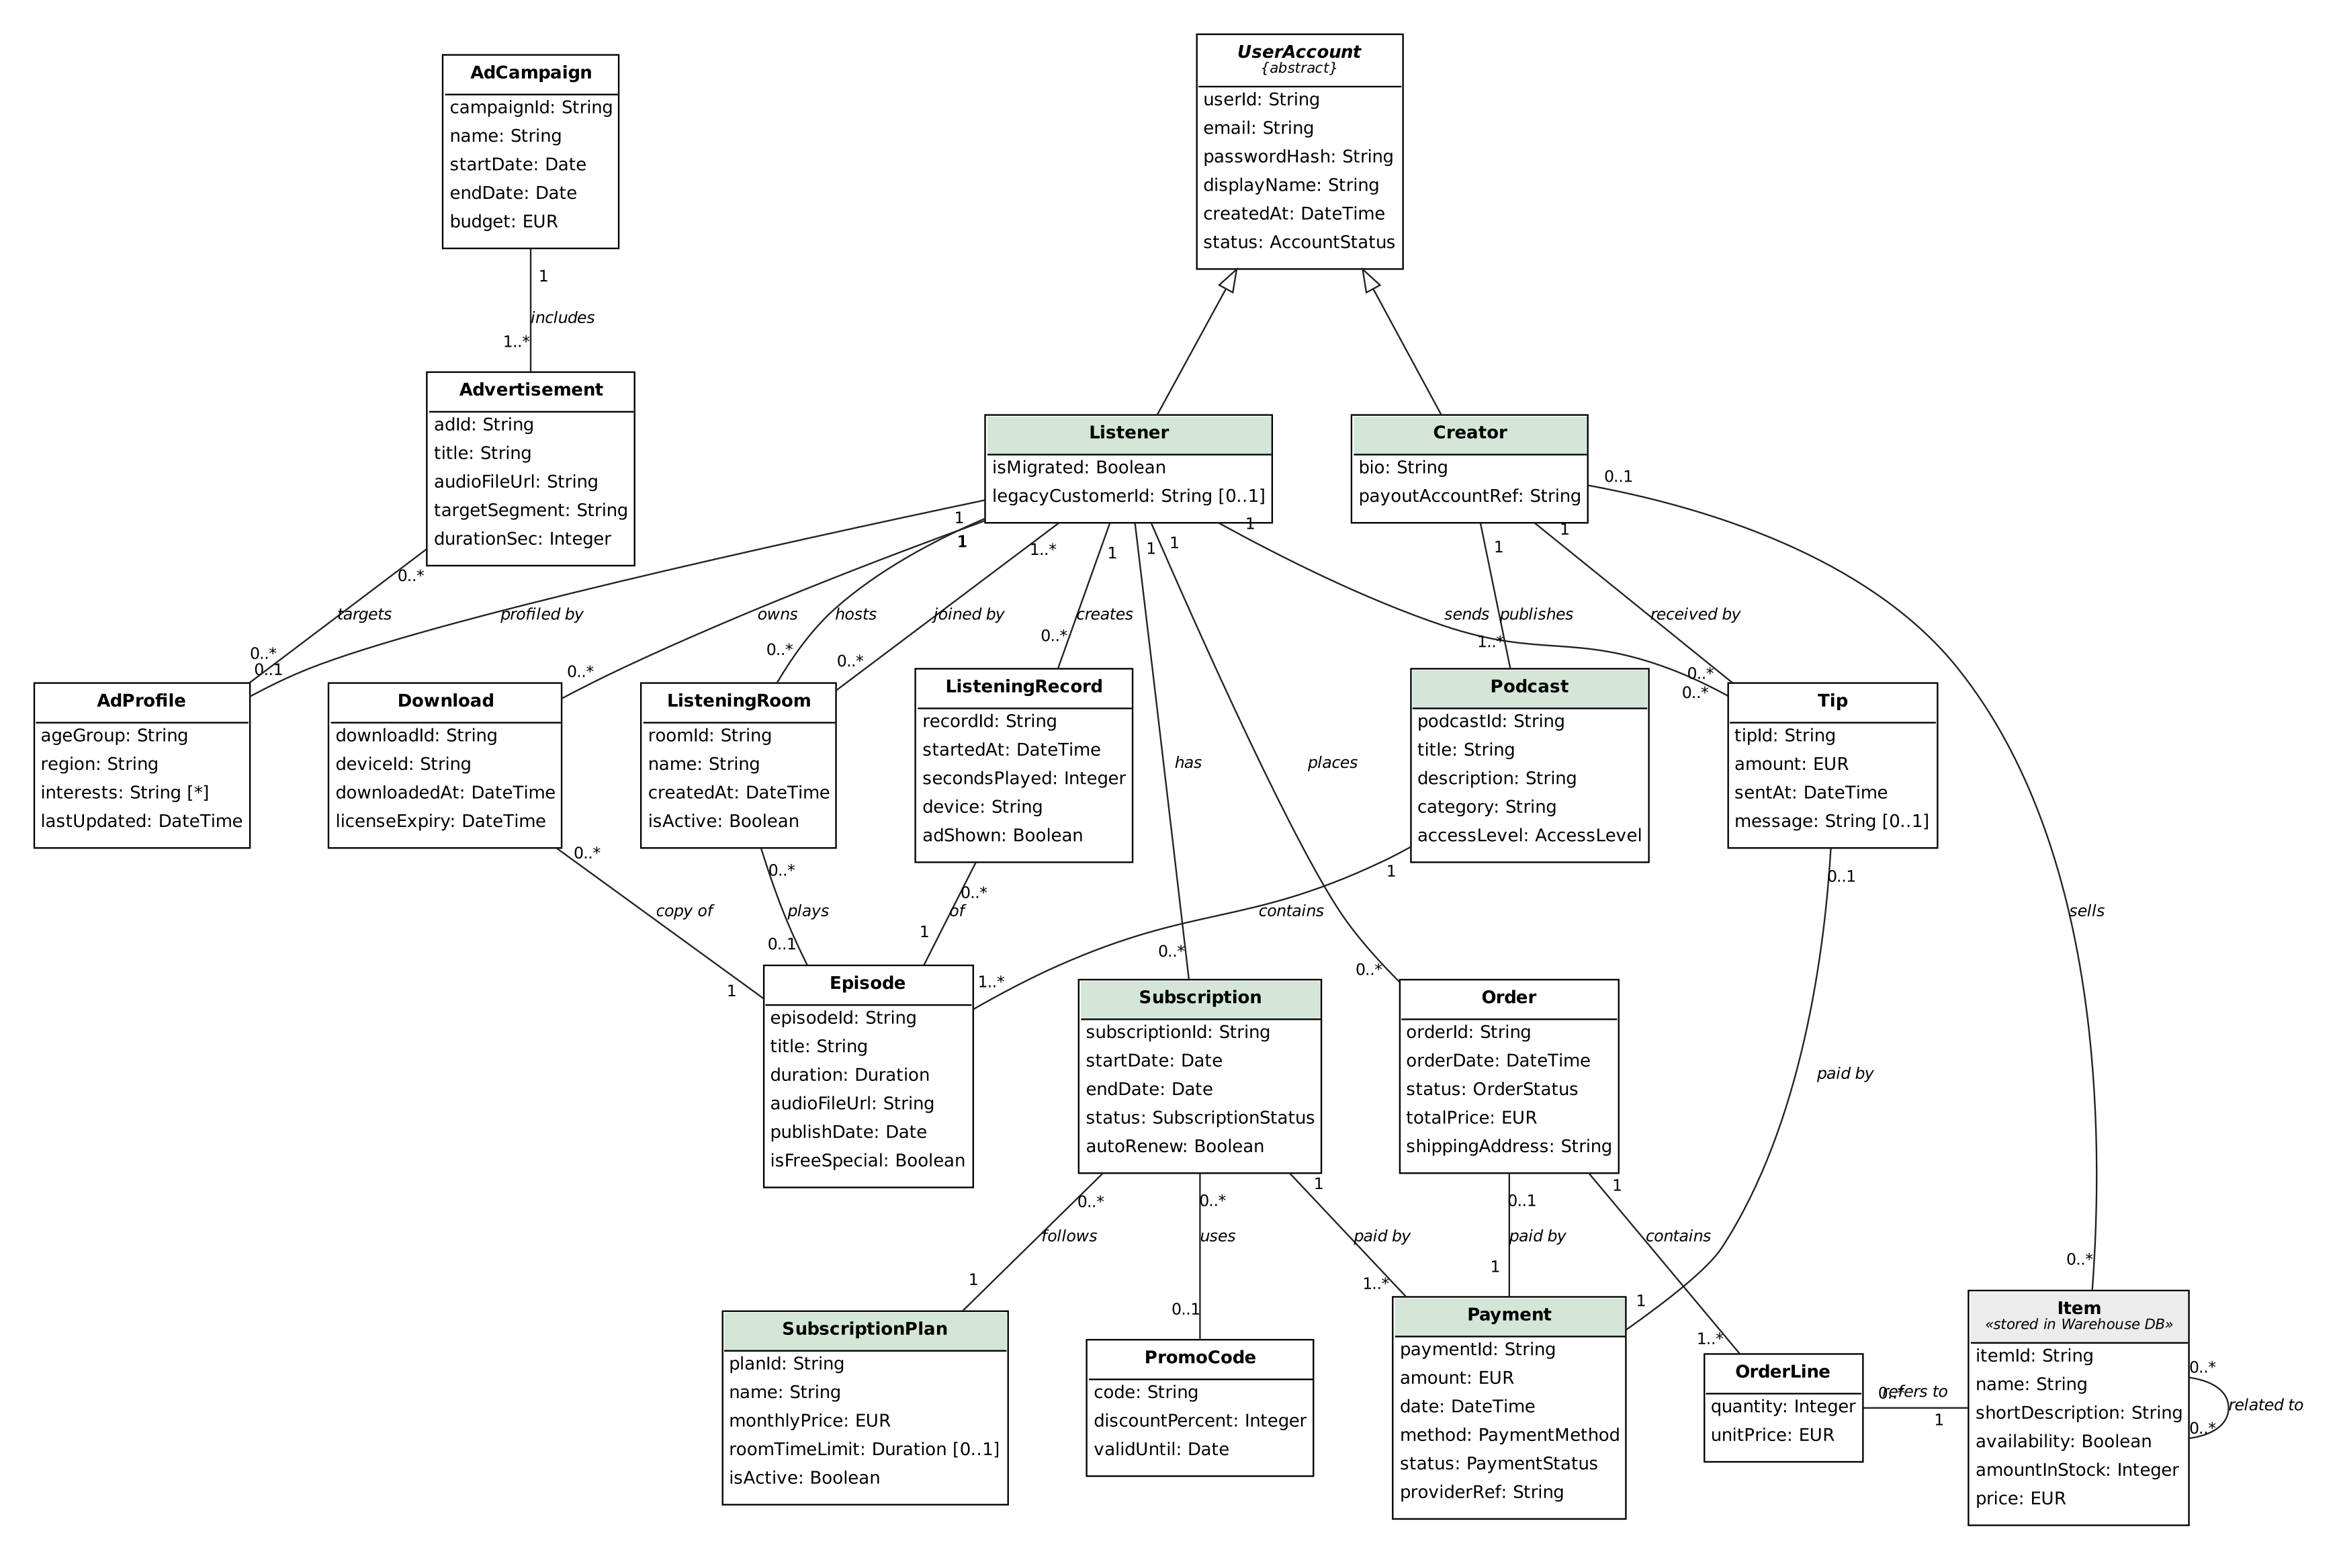 UserAccount
{abstract}
userId: String
email: String
passwordHash: String
displayName: String
createdAt: DateTime
status: AccountStatus
AdCampaign
campaignId: String
name: String
startDate: Date
endDate: Date
budget: EUR
1
includes
1..*
Advertisement
adId: String
title: String
audioFileUrl: String
targetSegment: String
durationSec: Integer
Listener
isMigrated: Boolean
legacyCustomerId: String [0..1]
Creator
bio: String
payoutAccountRef: String
0..1
1
1
1
1
1..*
1
1
1
1
1
0..*
targets
profiled by
owns
hosts
joined by
creates
sends
publishes
received by
0..*
0..1
0..*
0..*
0..*
0..*
1..*
0..*
0..*
AdProfile
ageGroup: String
region: String
interests: String [*]
lastUpdated: DateTime
Download
downloadId: String
deviceId: String
downloadedAt: DateTime
licenseExpiry: DateTime
ListeningRoom
roomId: String
name: String
createdAt: DateTime
isActive: Boolean
ListeningRecord
recordId: String
startedAt: DateTime
secondsPlayed: Integer
device: String
adShown: Boolean
has
places
Podcast
podcastId: String
title: String
description: String
category: String
accessLevel: AccessLevel
Tip
tipId: String
amount: EUR
sentAt: DateTime
message: String [0..1]
0..*
0..*
0..*
1
0..1
copy of
plays
of
contains
sells
1
0..1
1
1..*
0..*
0..*
Episode
episodeId: String
title: String
duration: Duration
audioFileUrl: String
publishDate: Date
isFreeSpecial: Boolean
Subscription
subscriptionId: String
startDate: Date
endDate: Date
status: SubscriptionStatus
autoRenew: Boolean
Order
orderId: String
orderDate: DateTime
status: OrderStatus
totalPrice: EUR
shippingAddress: String
paid by
0..*
0..*
1
0..1
1
follows
uses
paid by
paid by
contains
0..*
1
0..1
1..*
1
1
1..*
SubscriptionPlan
planId: String
name: String
monthlyPrice: EUR
roomTimeLimit: Duration [0..1]
isActive: Boolean
PromoCode
code: String
discountPercent: Integer
validUntil: Date
Payment
paymentId: String
amount: EUR
date: DateTime
method: PaymentMethod
status: PaymentStatus
providerRef: String
OrderLine
quantity: Integer
unitPrice: EUR
0..*
refers to
1
Item
«stored in Warehouse DB»
itemId: String
name: String
shortDescription: String
availability: Boolean
amountInStock: Integer
price: EUR
0..*
related to
0..*